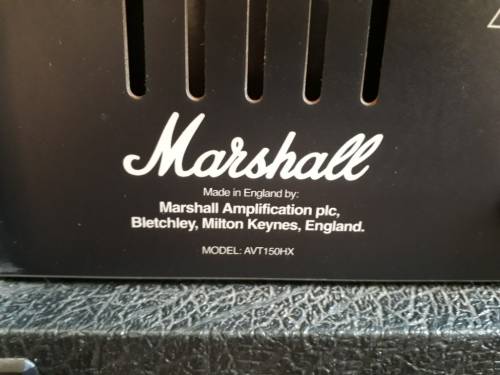 Marshall
Made in England by:
Marshall Amplification plc,
Bletchley, Milton Keynes, England.
MODEL: AVT150HX